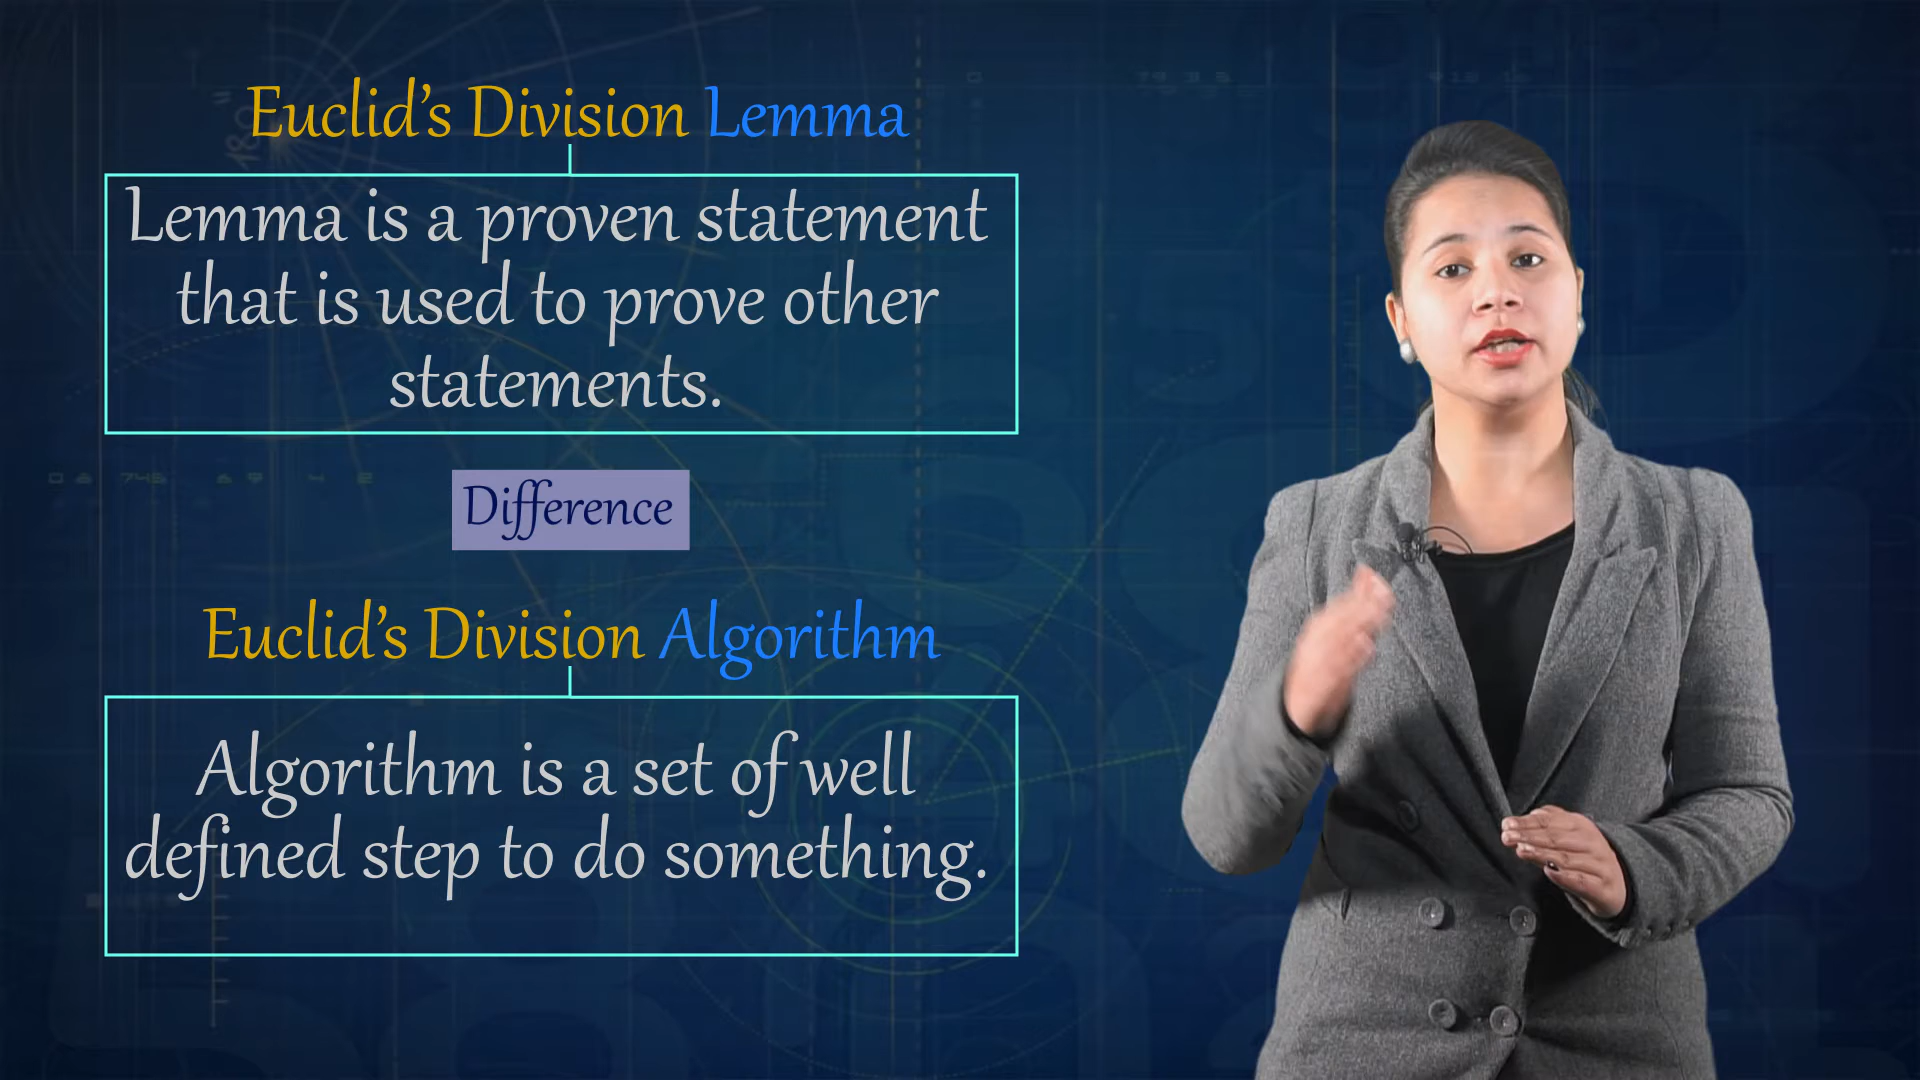 Euclid’s Division Lemma
Lemma is a proven statement
that is used to prove other
statements.
Difference
Euclid’s Division Algorithm
Algorithm is a set of well
defined step to do something.